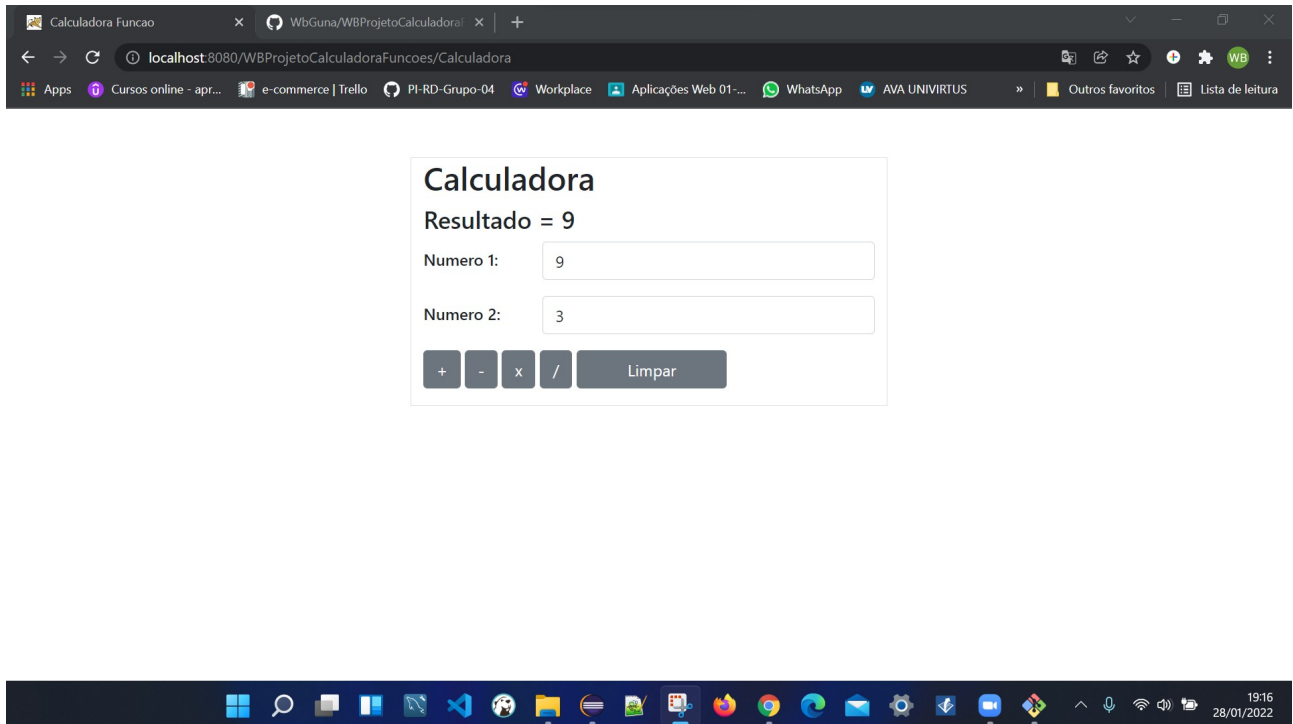 Calculadora Funcao
WbGuna/WBProjetoCalculadoraF
localhost:8080/WBProjetoCalculadoraFuncoes/Calculadora
WB
Apps Cursos online - apr... e-commerce | Trello PI-RD-Grupo-04 Workplace Aplicações Web 01-... WhatsApp LV AVA UNIVIRTUS » Outros favoritos Lista de leitura
Calculadora
Resultado = 9
Numero 1: 9
Numero 2: 3
+ - x / Limpar
19:16
28/01/2022